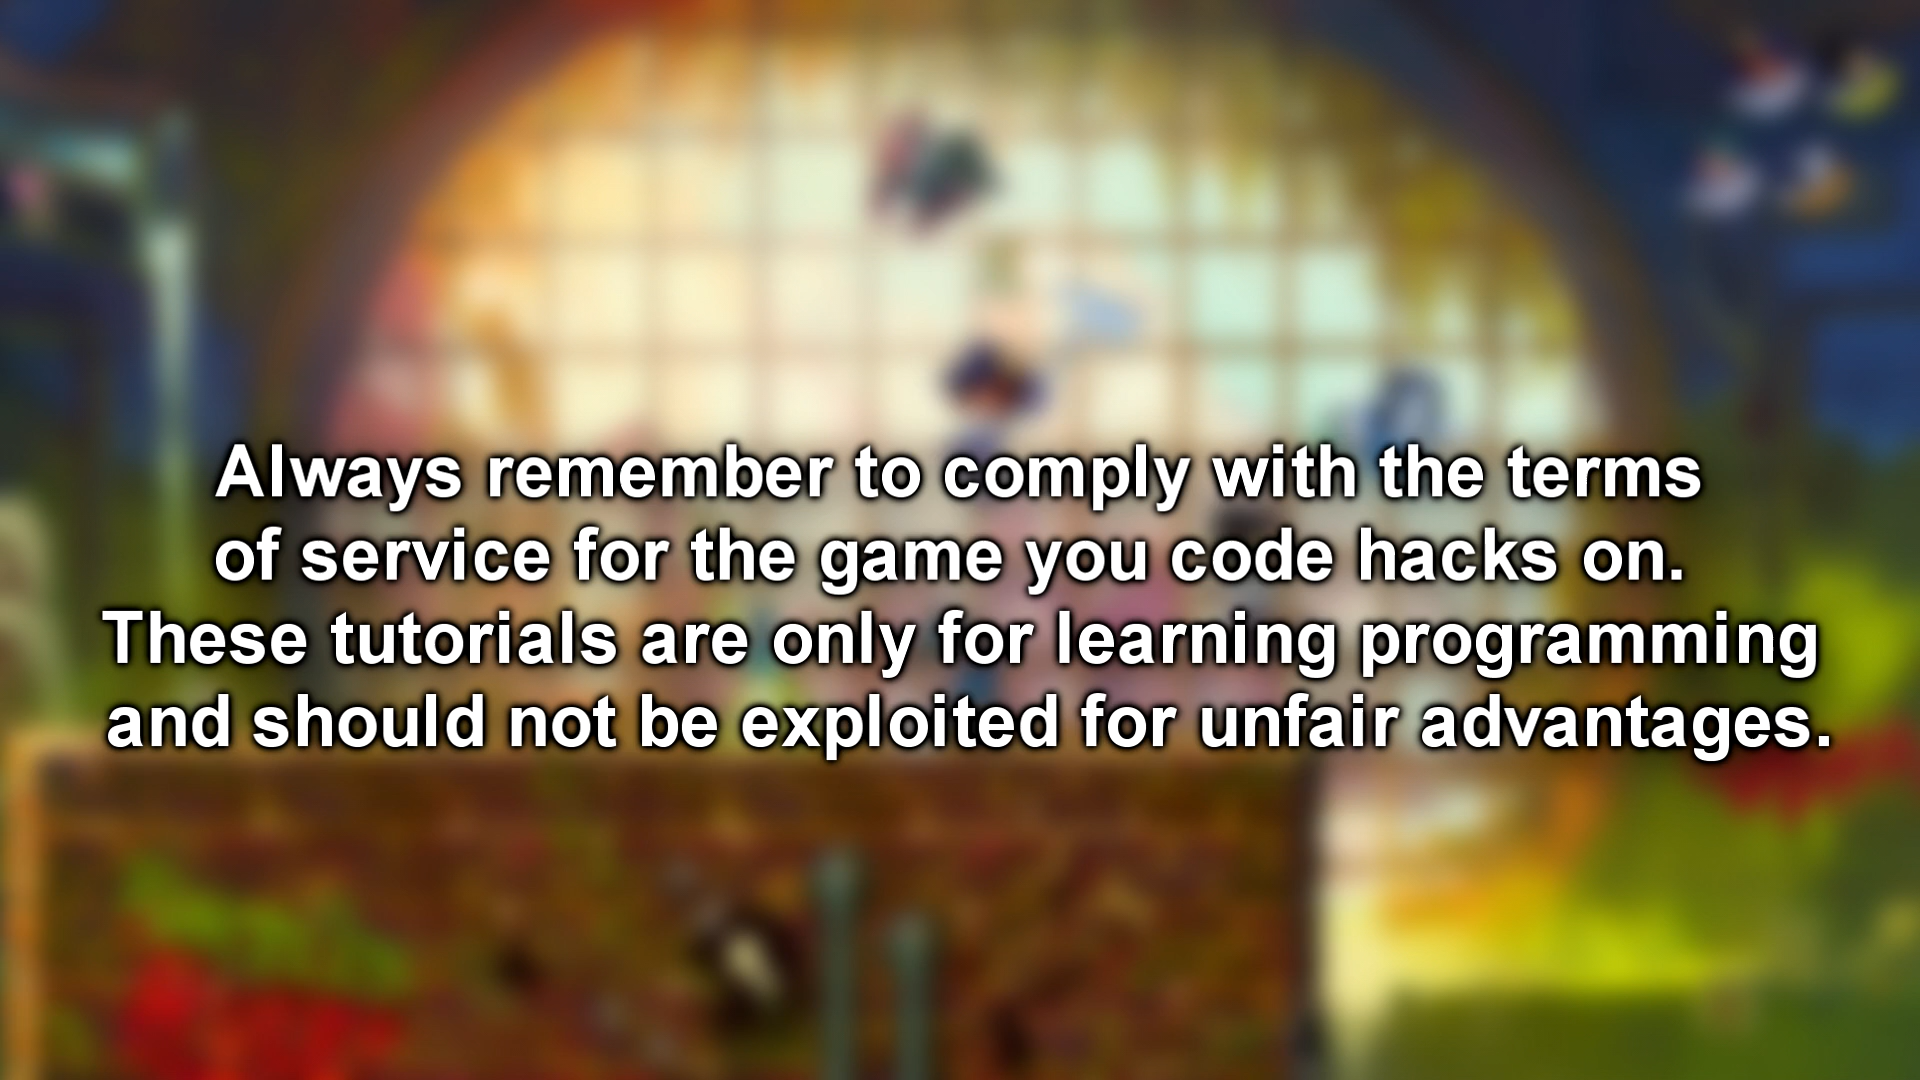 Always remember to comply with the terms
of service for the game you code hacks on.
These tutorials are only for learning programming
and should not be exploited for unfair advantages.